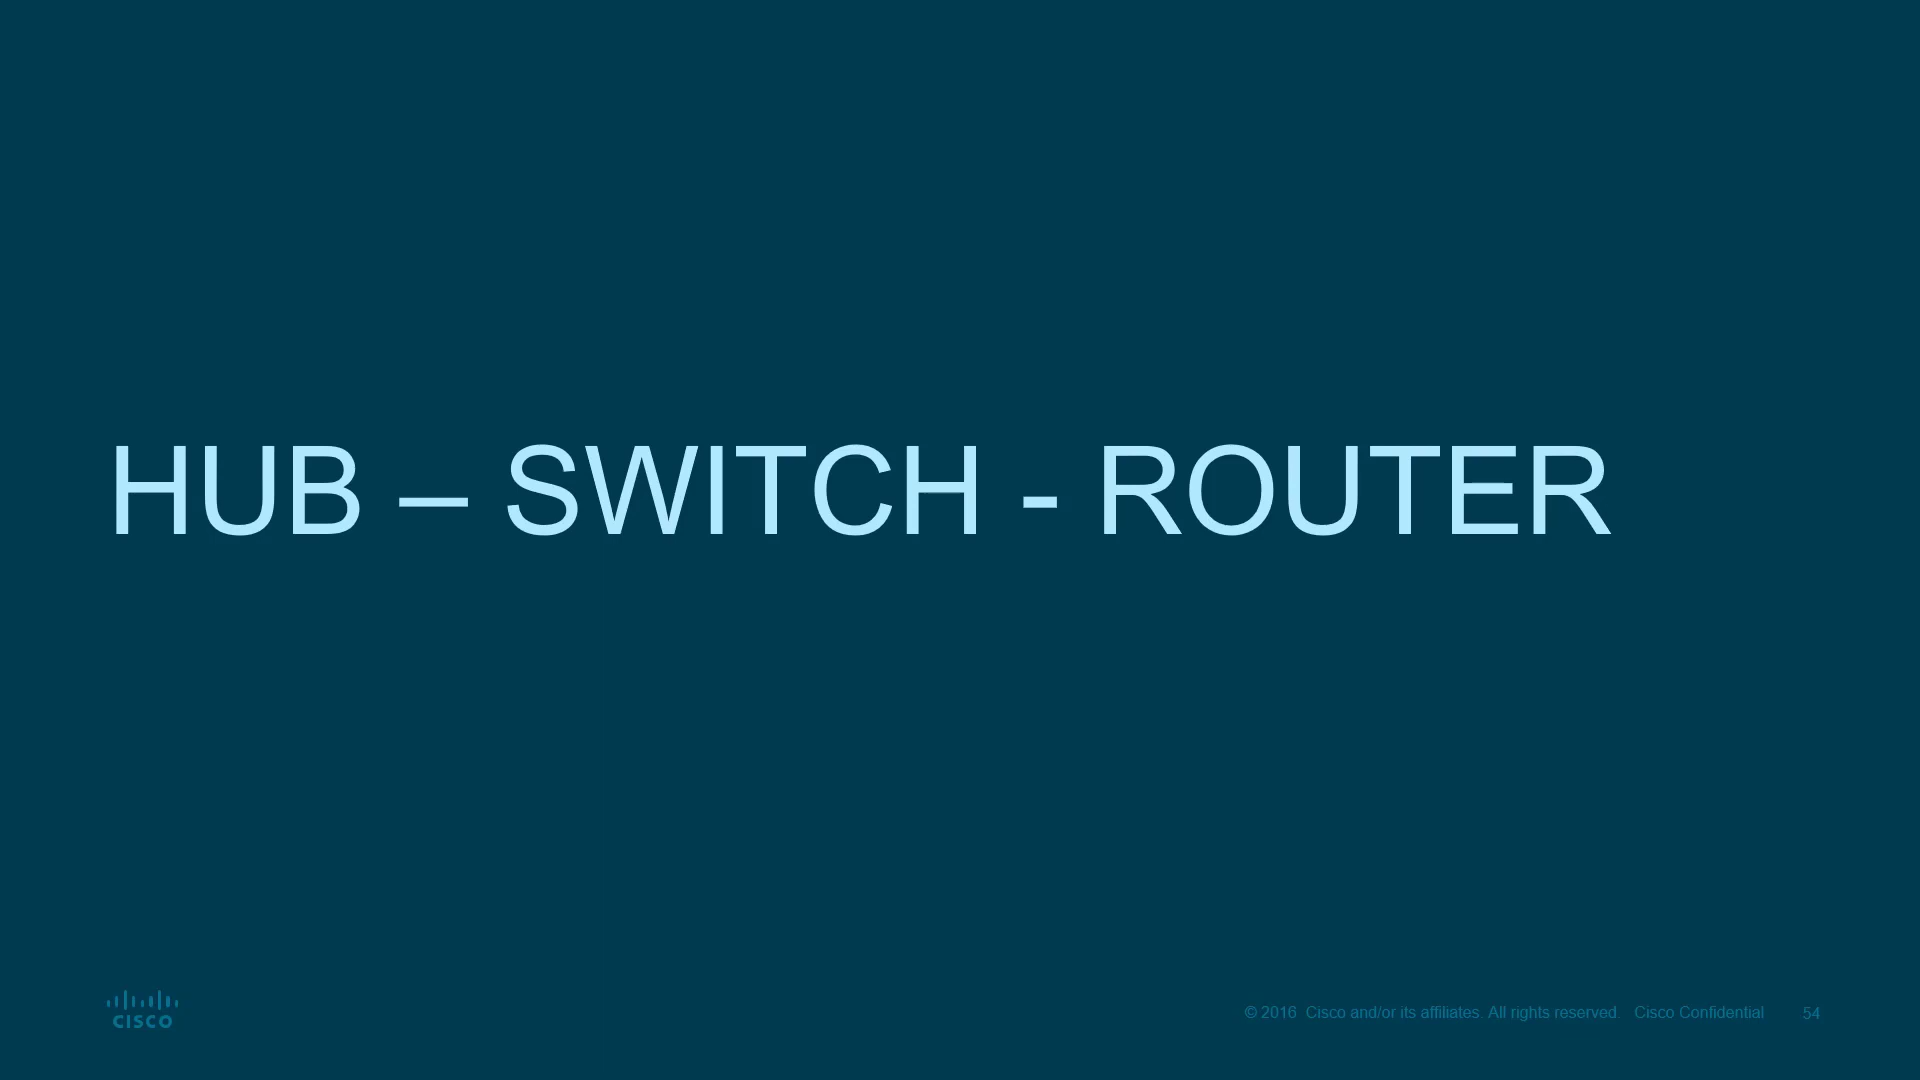 HUB – SWITCH - ROUTER
CISCO
© 2016 Cisco and/or its affiliates. All rights reserved. Cisco Confidential 54